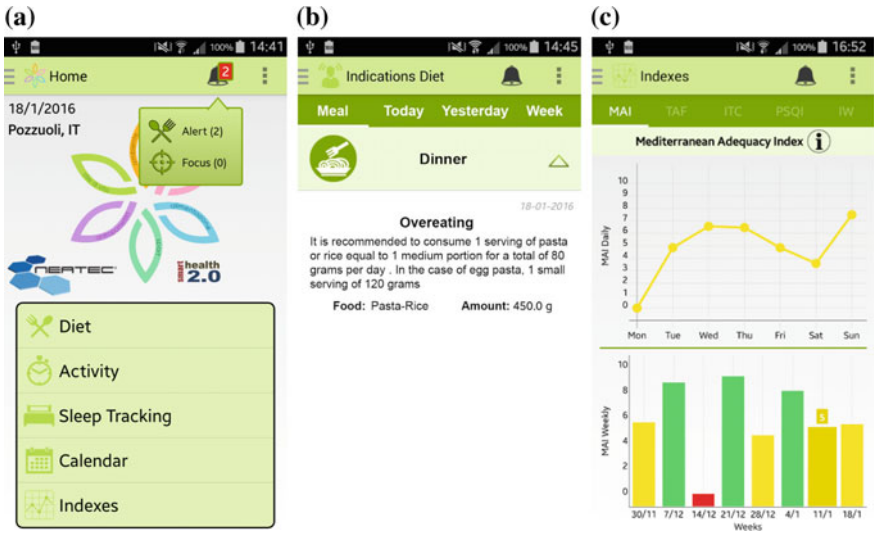 (a)
(b)
(c)
100% 14:41
Home
2
18/1/2016
Pozzuoli, IT
Alert (2)
Focus (0)
NEATEC
smart health 2.0
Diet
Activity
Sleep Tracking
Calendar
Indexes
100% 14:45
Indications Diet
Meal Today Yesterday Week
Dinner
18-01-2016
Overeating
It is recommended to consume 1 serving of pasta
or rice equal to 1 medium portion for a total of 80
grams per day . In the case of egg pasta, 1 small
serving of 120 grams
Food: Pasta-Rice Amount: 450.0 g
100% 16:52
Indexes
MAI TAF ITC PSQI IW
Mediterranean Adequacy Index i
MAI Daily
10
9
8
7
6
5
4
3
2
1
0
Mon Tue Wed Thu Fri Sat Sun
MAI Weekly
10
8
6
4
2
0
5
30/11 7/12 14/12 21/12 28/12 4/1 11/1 18/1
Weeks